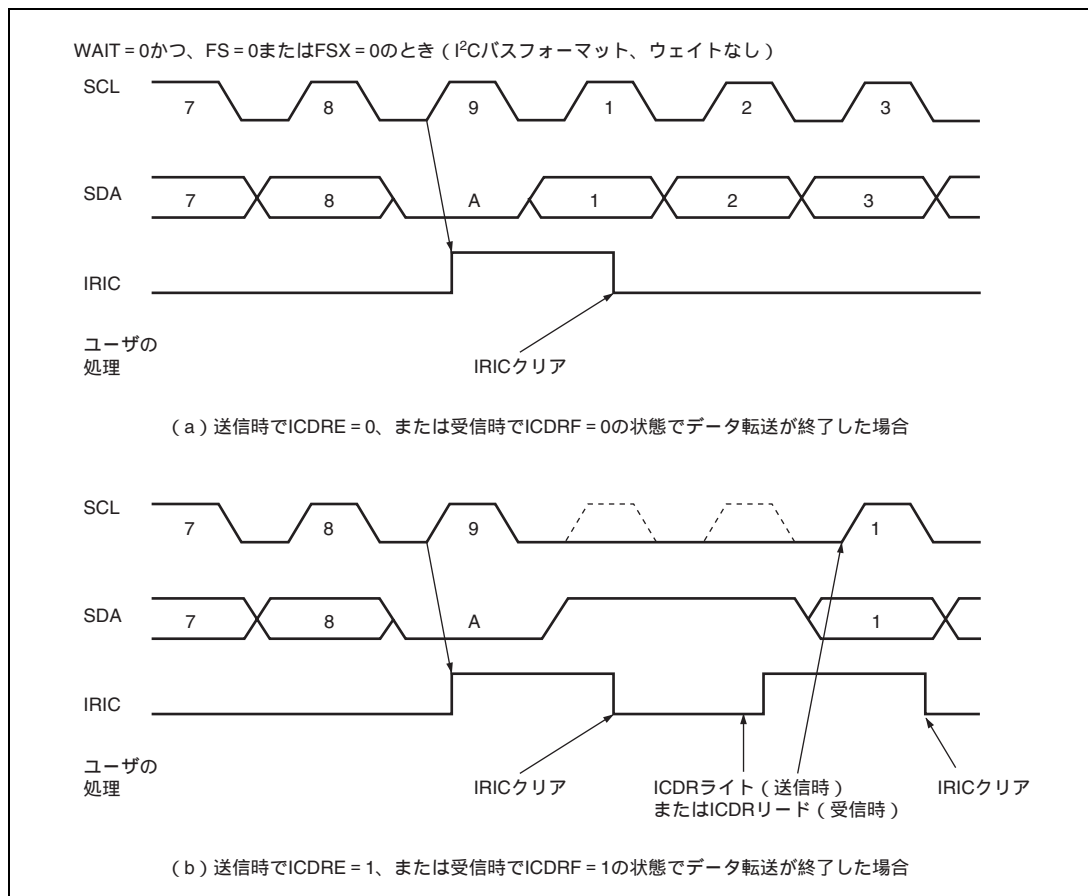 WAIT = 0かつ、FS = 0またはFSX = 0のとき（I²Cバスフォーマット、ウェイトなし）
SCL
7 8 9 1 2 3
SDA
7 8 A 1 2 3
IRIC
ユーザの
処理
IRICクリア
（a）送信時でICDRE = 0、または受信時でICDRF = 0の状態でデータ転送が終了した場合
SCL
7 8 9 1
SDA
7 8 A 1
IRIC
ユーザの
処理
IRICクリア
ICDRライト（送信時）
またはICDRリード（受信時）
IRICクリア
（b）送信時でICDRE = 1、または受信時でICDRF = 1の状態でデータ転送が終了した場合